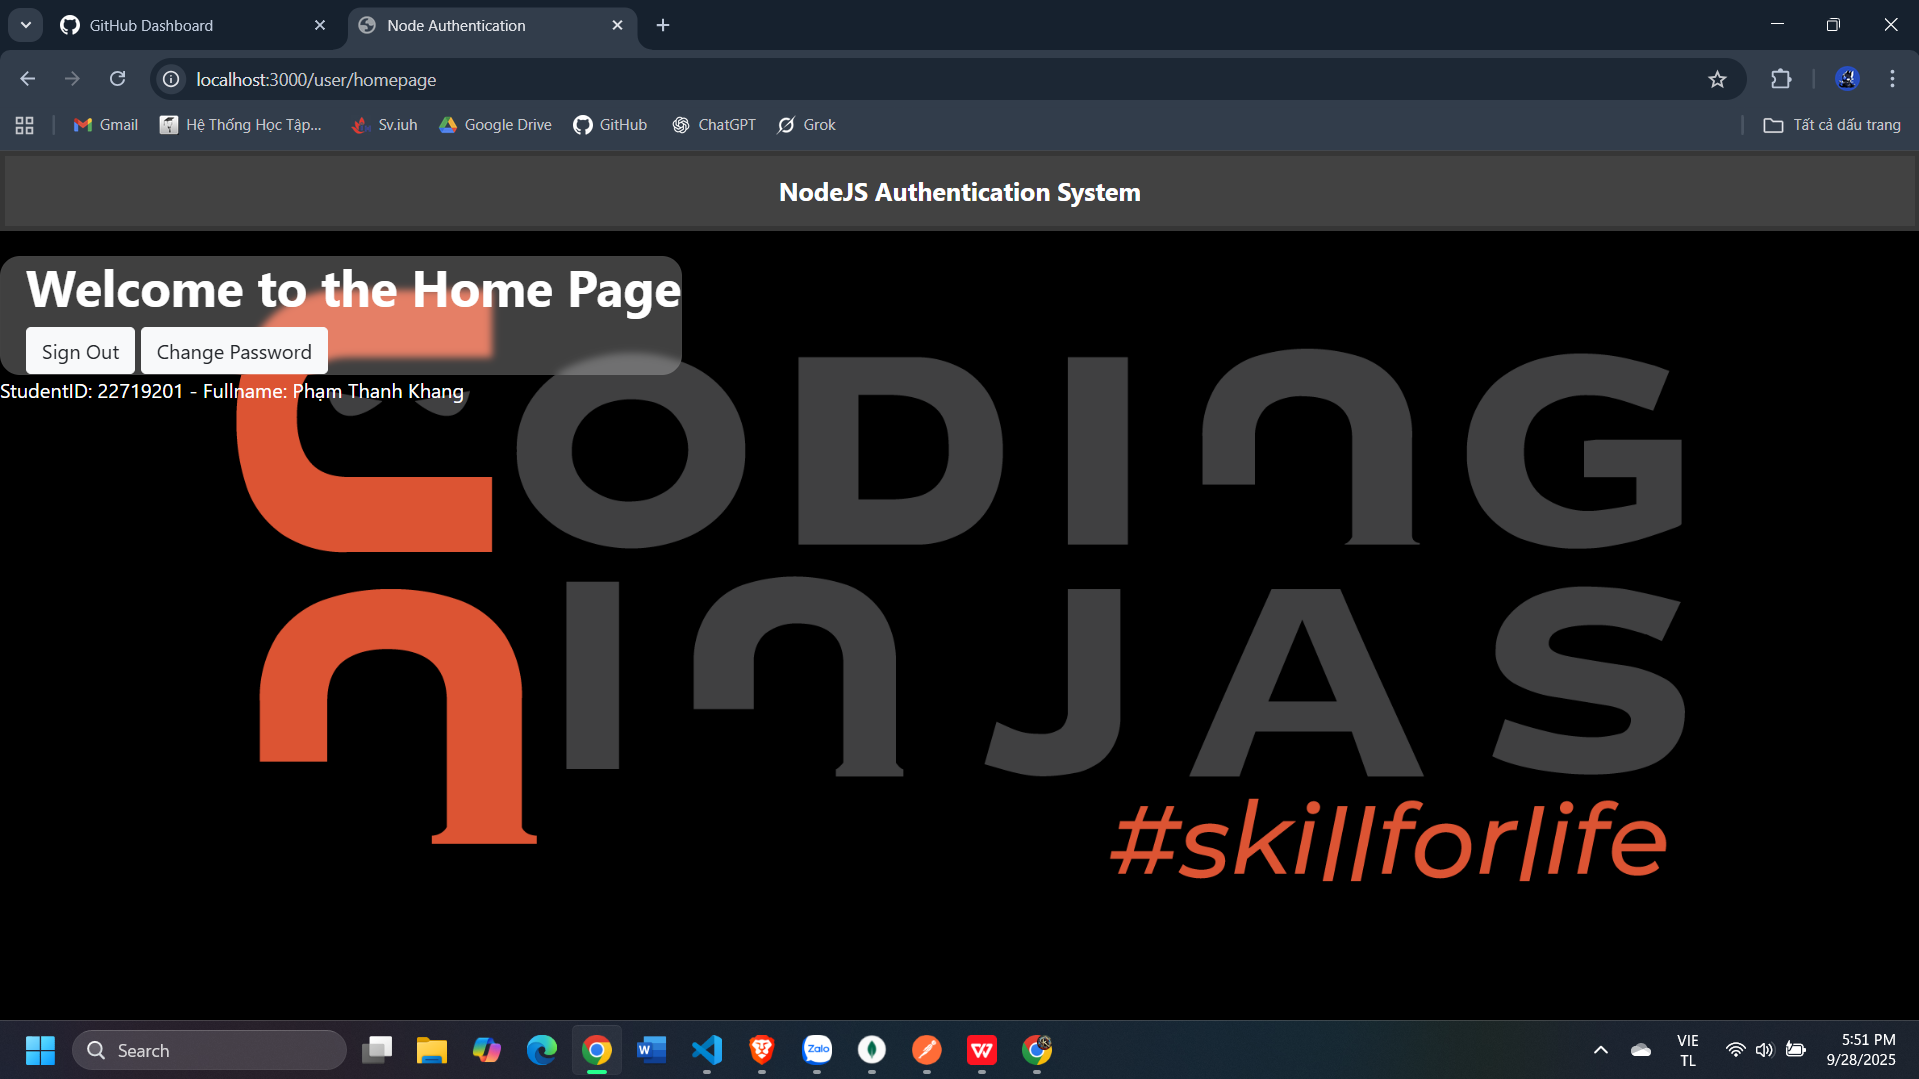 GitHub Dashboard
Node Authentication
localhost:3000/user/homepage
Gmail
Hệ Thống Học Tập...
Sv.iuh
Google Drive
GitHub
ChatGPT
Grok
Tất cả dấu trang
NodeJS Authentication System
Welcome to the Home Page
Sign Out
Change Password
StudentID: 22719201 - Fullname: Phạm Thanh Khang
CODING
NINJAS
#skillforlife
Search
Zalo
VIE
TL
5:51 PM
9/28/2025